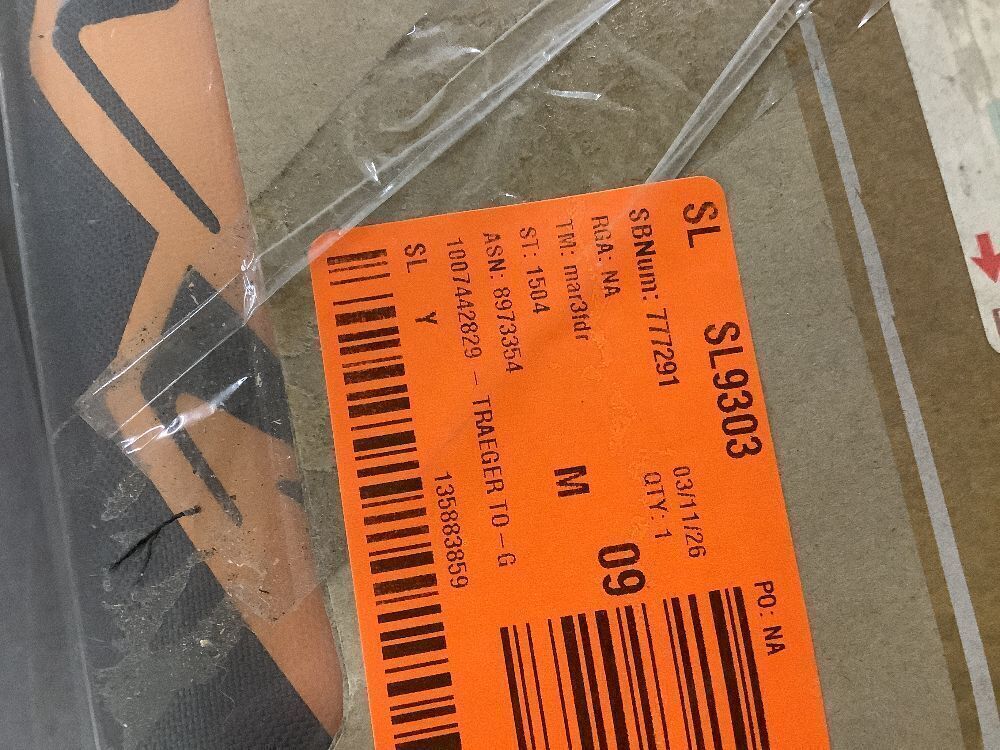 SL SL9303 PO: NA
SBNum: 777291 03/11/26
RGA: NA QTY: 1
TM: mar3fdr M 09
ST: 1504
ASN: 8973354
1007442829 - TRAEGER TO - G
SL Y 135883859